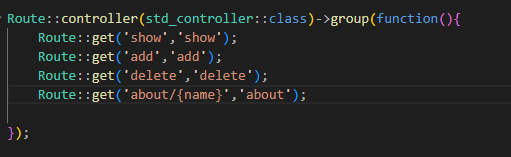 Route::controller(std_controller::class)->group(function(){
    Route::get('show','show');
    Route::get('add','add');
    Route::get('delete','delete');
    Route::get('about/{name}','about');
});